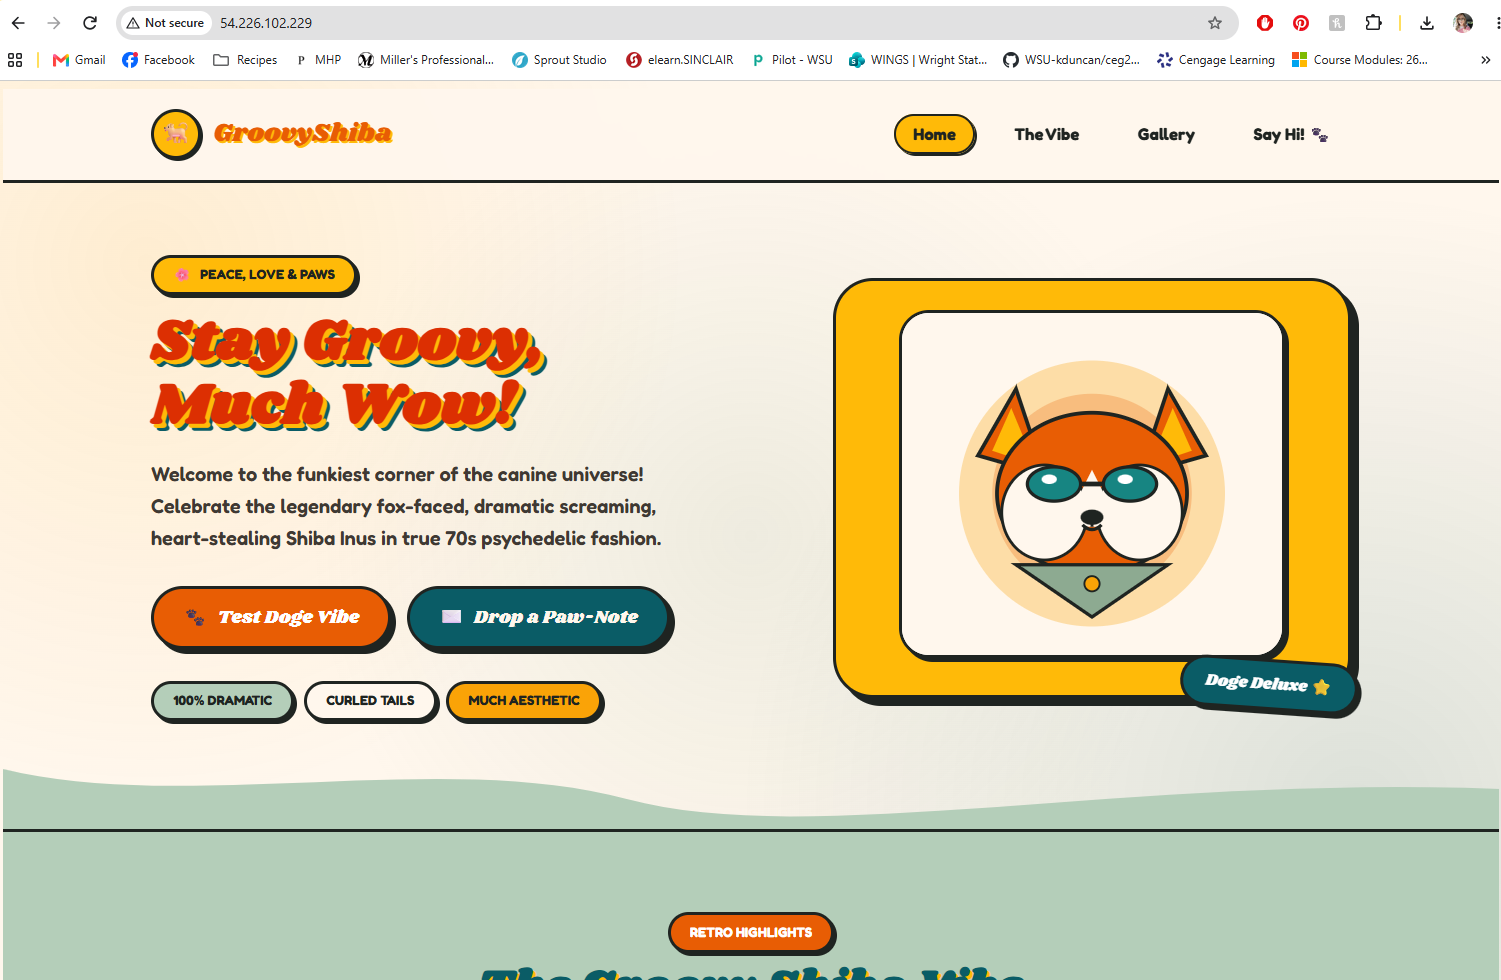 Not secure
54.226.102.229
Gmail
Facebook
Recipes
P
MHP
Miller's Professional...
Sprout Studio
elearn.SINCLAIR
Pilot - WSU
WINGS | Wright Stat...
WSU-kduncan/ceg2...
Cengage Learning
Course Modules: 26...
GroovyShiba
Home
The Vibe
Gallery
Say Hi!
PEACE, LOVE & PAWS
Stay Groovy,
Much Wow!
Welcome to the funkiest corner of the canine universe!
Celebrate the legendary fox-faced, dramatic screaming,
heart-stealing Shiba Inus in true 70s psychedelic fashion.
Test Doge Vibe
Drop a Paw-Note
100% DRAMATIC
CURLED TAILS
MUCH AESTHETIC
Doge Deluxe
RETRO HIGHLIGHTS
The Groovy Shiba Vibe